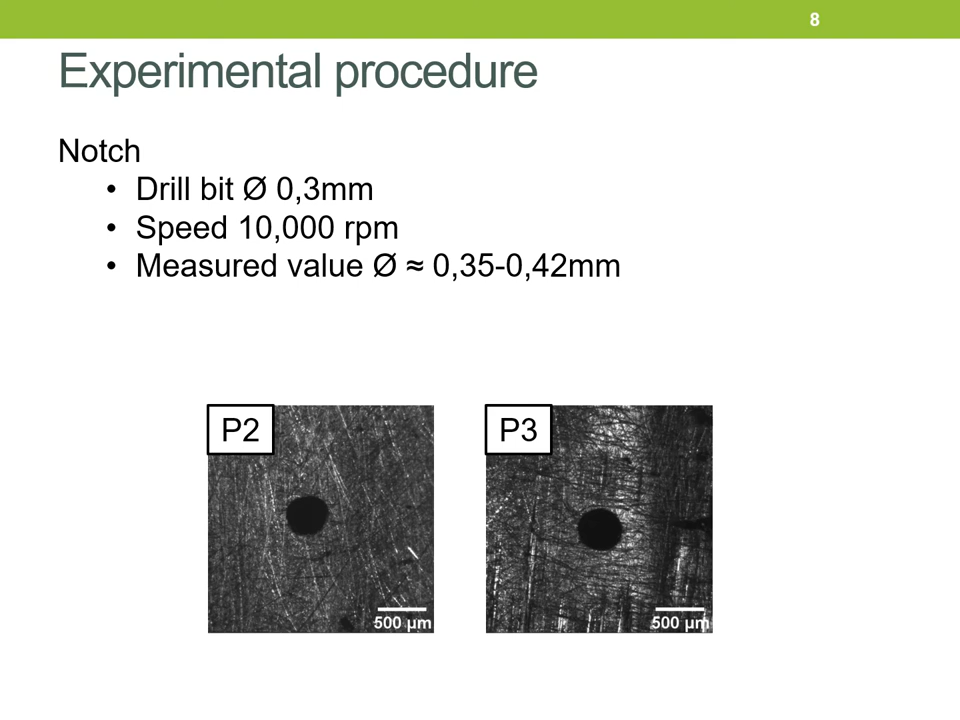 8
Experimental procedure
Notch
• Drill bit Ø 0,3mm
• Speed 10,000 rpm
• Measured value Ø ≈ 0,35-0,42mm
P2
P3
500 µm
500 µm